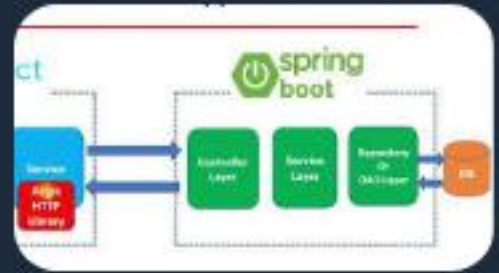 ct
spring
boot
Service
Axios
HTTP
Library
Controller
Layer
Service
Layer
Repository
Or
DAO Layer
DB